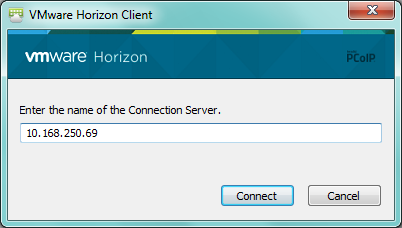 VMware Horizon Client
vmware Horizon
PCoIP
Enter the name of the Connection Server.
10.168.250.69
Connect
Cancel